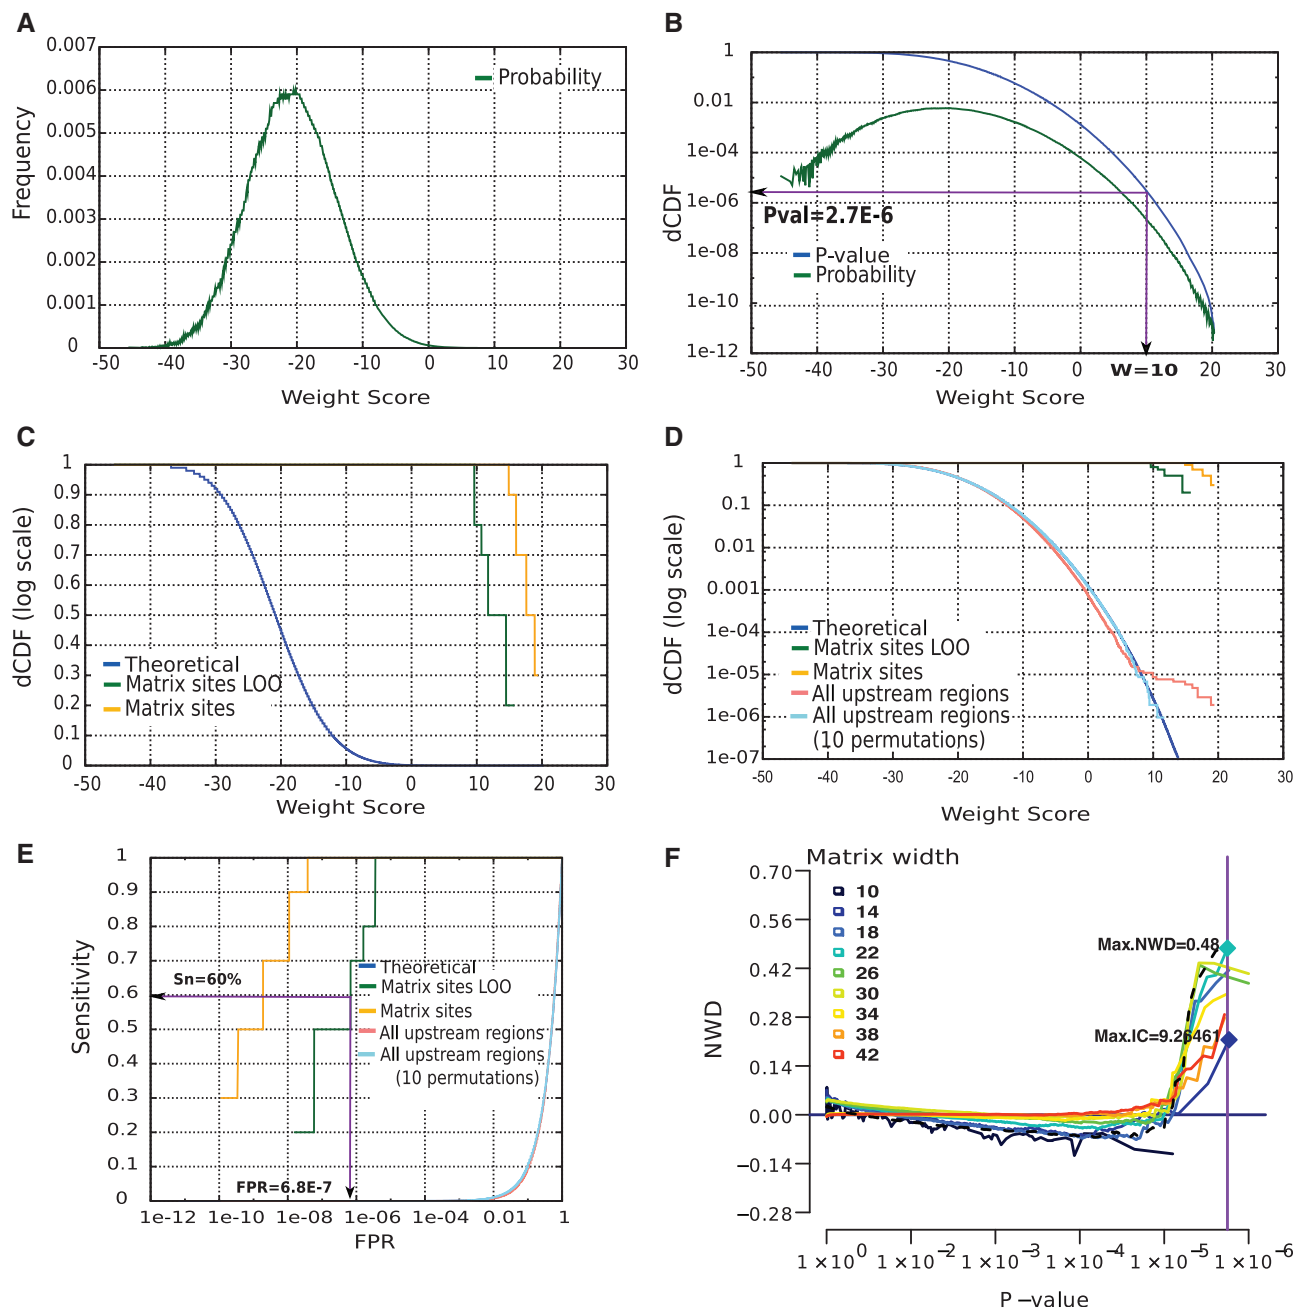 A
0.007
0.006
0.005
0.004
0.003
0.002
0.001
0
Frequency
Probability
-50 -40 -30 -20 -10 0 10 20 30
Weight Score
B
1
0.01
1e-04
1e-06
1e-08
1e-10
1e-12
dCDF
Pval=2.7E-6
P-value
Probability
-50 -40 -30 -20 -10 0 W=10 20 30
Weight Score
C
1
0.9
0.8
0.7
0.6
0.5
0.4
0.3
0.2
0.1
0
dCDF (log scale)
Theoretical
Matrix sites LOO
Matrix sites
-50 -40 -30 -20 -10 0 10 20 30
Weight Score
D
1
0.1
0.01
0.001
1e-04
1e-05
1e-06
1e-07
dCDF (log scale)
Theoretical
Matrix sites LOO
Matrix sites
All upstream regions
All upstream regions
(10 permutations)
-50 -40 -30 -20 -10 0 10 20 30
Weight Score
E
1
0.9
0.8
0.7
0.6
0.5
0.4
0.3
0.2
0.1
0
Sensitivity
Sn=60%
Theoretical
Matrix sites LOO
Matrix sites
All upstream regions
All upstream regions
(10 permutations)
FPR=6.8E-7
1e-12 1e-10 1e-08 1e-06 1e-04 0.01 1
FPR
F
Matrix width
0.70
0.56
0.42
0.28
0.14
0.00
−0.14
−0.28
NWD
10
14
18
22
26
30
34
38
42
Max.NWD=0.48
Max.IC=9.26461
1×10^0 1×10^-2 1×10^-3 1×10^-4 1×10^-5 1×10^-6
P−value